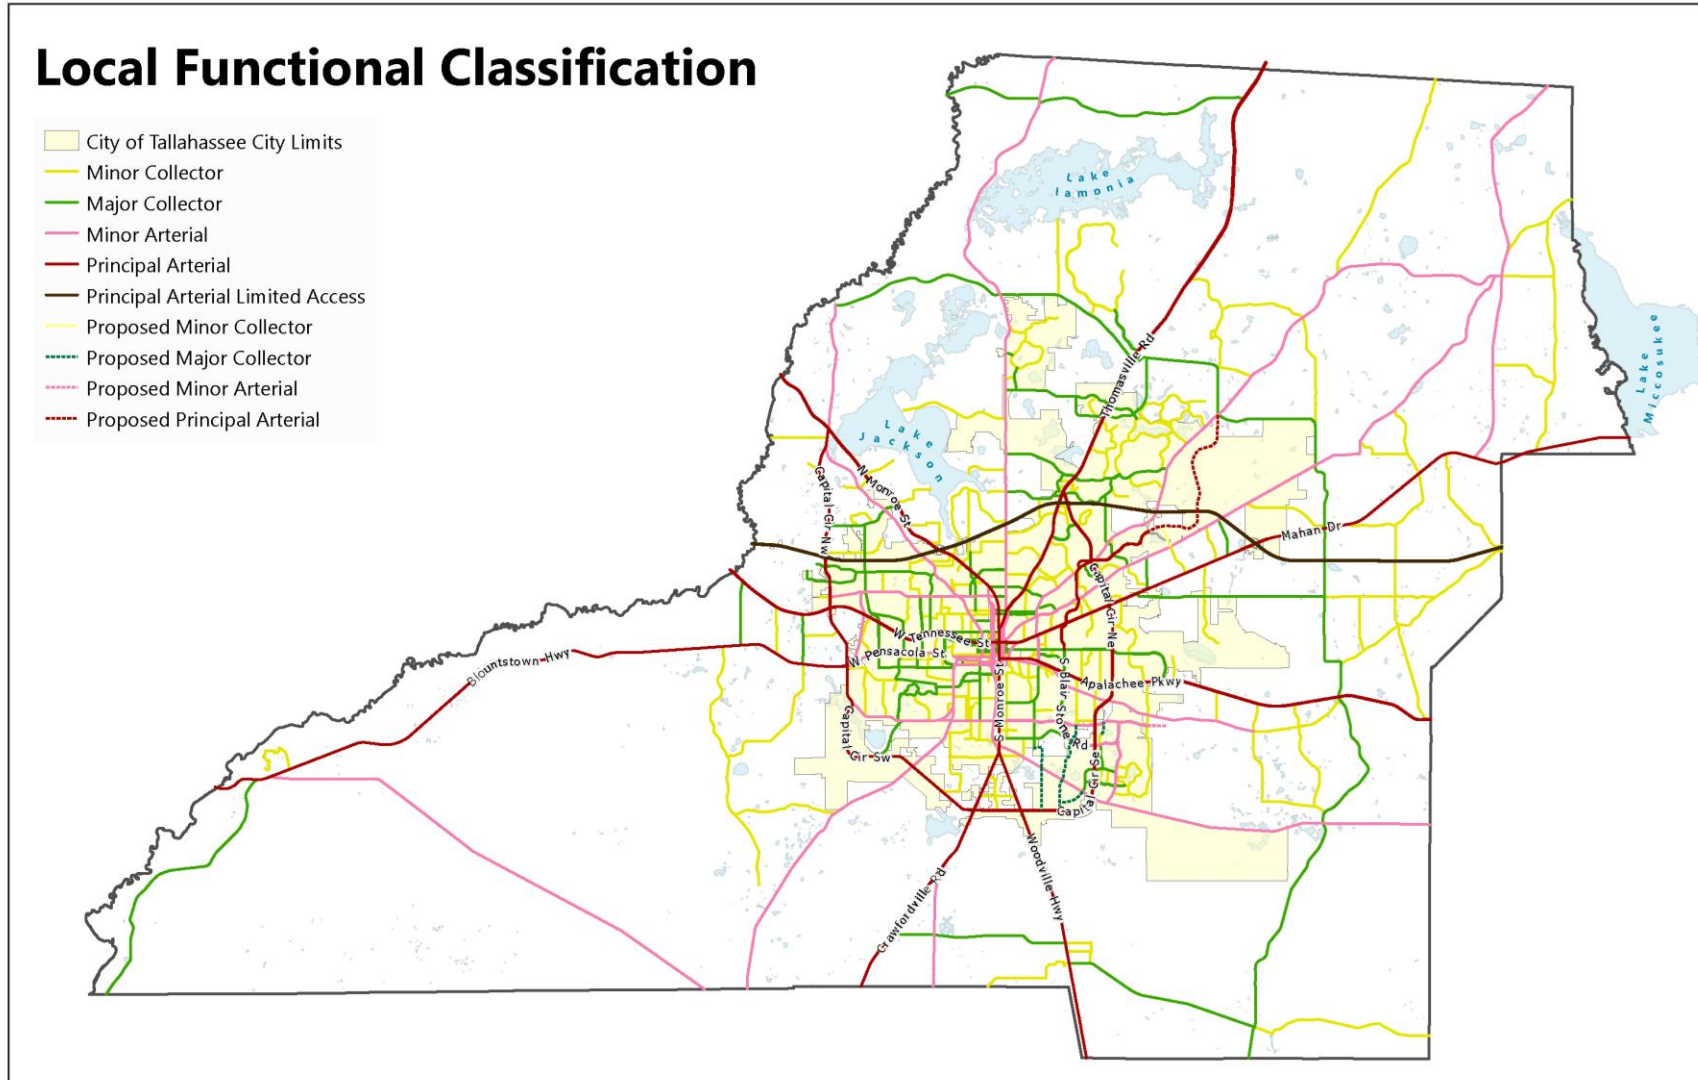 Local Functional Classification
City of Tallahassee City Limits
Minor Collector
Major Collector
Minor Arterial
Principal Arterial
Principal Arterial Limited Access
Proposed Minor Collector
Proposed Major Collector
Proposed Minor Arterial
Proposed Principal Arterial
Lake
Iamonia
Thomasville Rd
Lake
Miccosukee
Lake
Jackson
N Monroe St
Capital Cir NW
Mahan Dr
Capital Cir NE
W Tennessee St
W Pensacola St
Blountstown Hwy
S Monroe St
S Blair Stone Rd
Apalachee Pkwy
Capital Cir SW
Capital Cir SE
Woodville Hwy
Crawfordville Rd